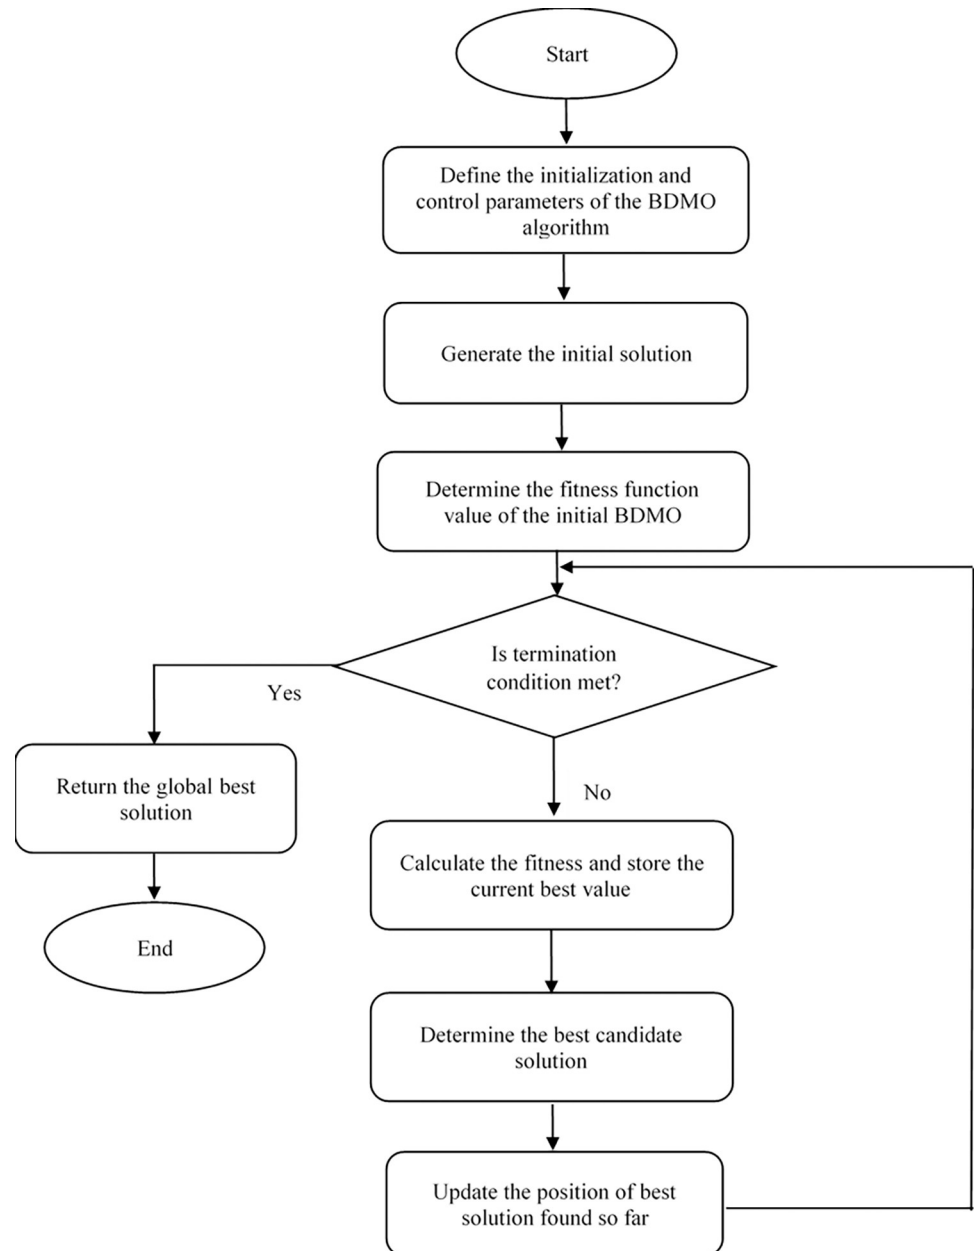 Start
Define the initialization and
control parameters of the BDMO
algorithm
Generate the initial solution
Determine the fitness function
value of the initial BDMO
Is termination
condition met?
Yes
No
Return the global best
solution
End
Calculate the fitness and store the
current best value
Determine the best candidate
solution
Update the position of best
solution found so far